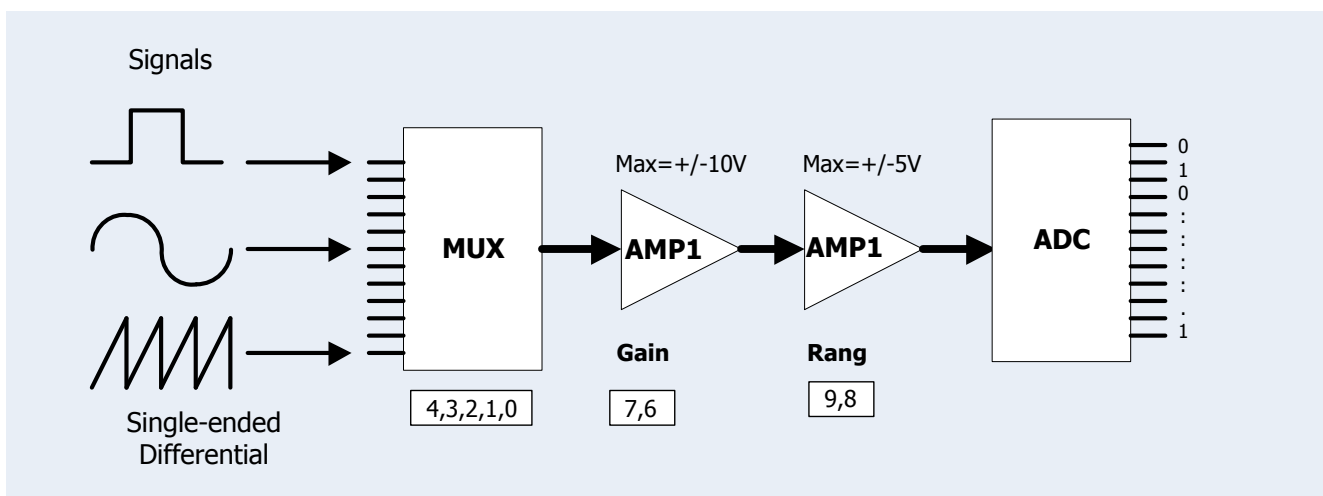 Signals
Max=+/-10V
Max=+/-5V
MUX
AMP1
AMP1
ADC
0
1
0
:
:
:
:
:
.
1
Gain
Rang
4,3,2,1,0
7,6
9,8
Single-ended
Differential